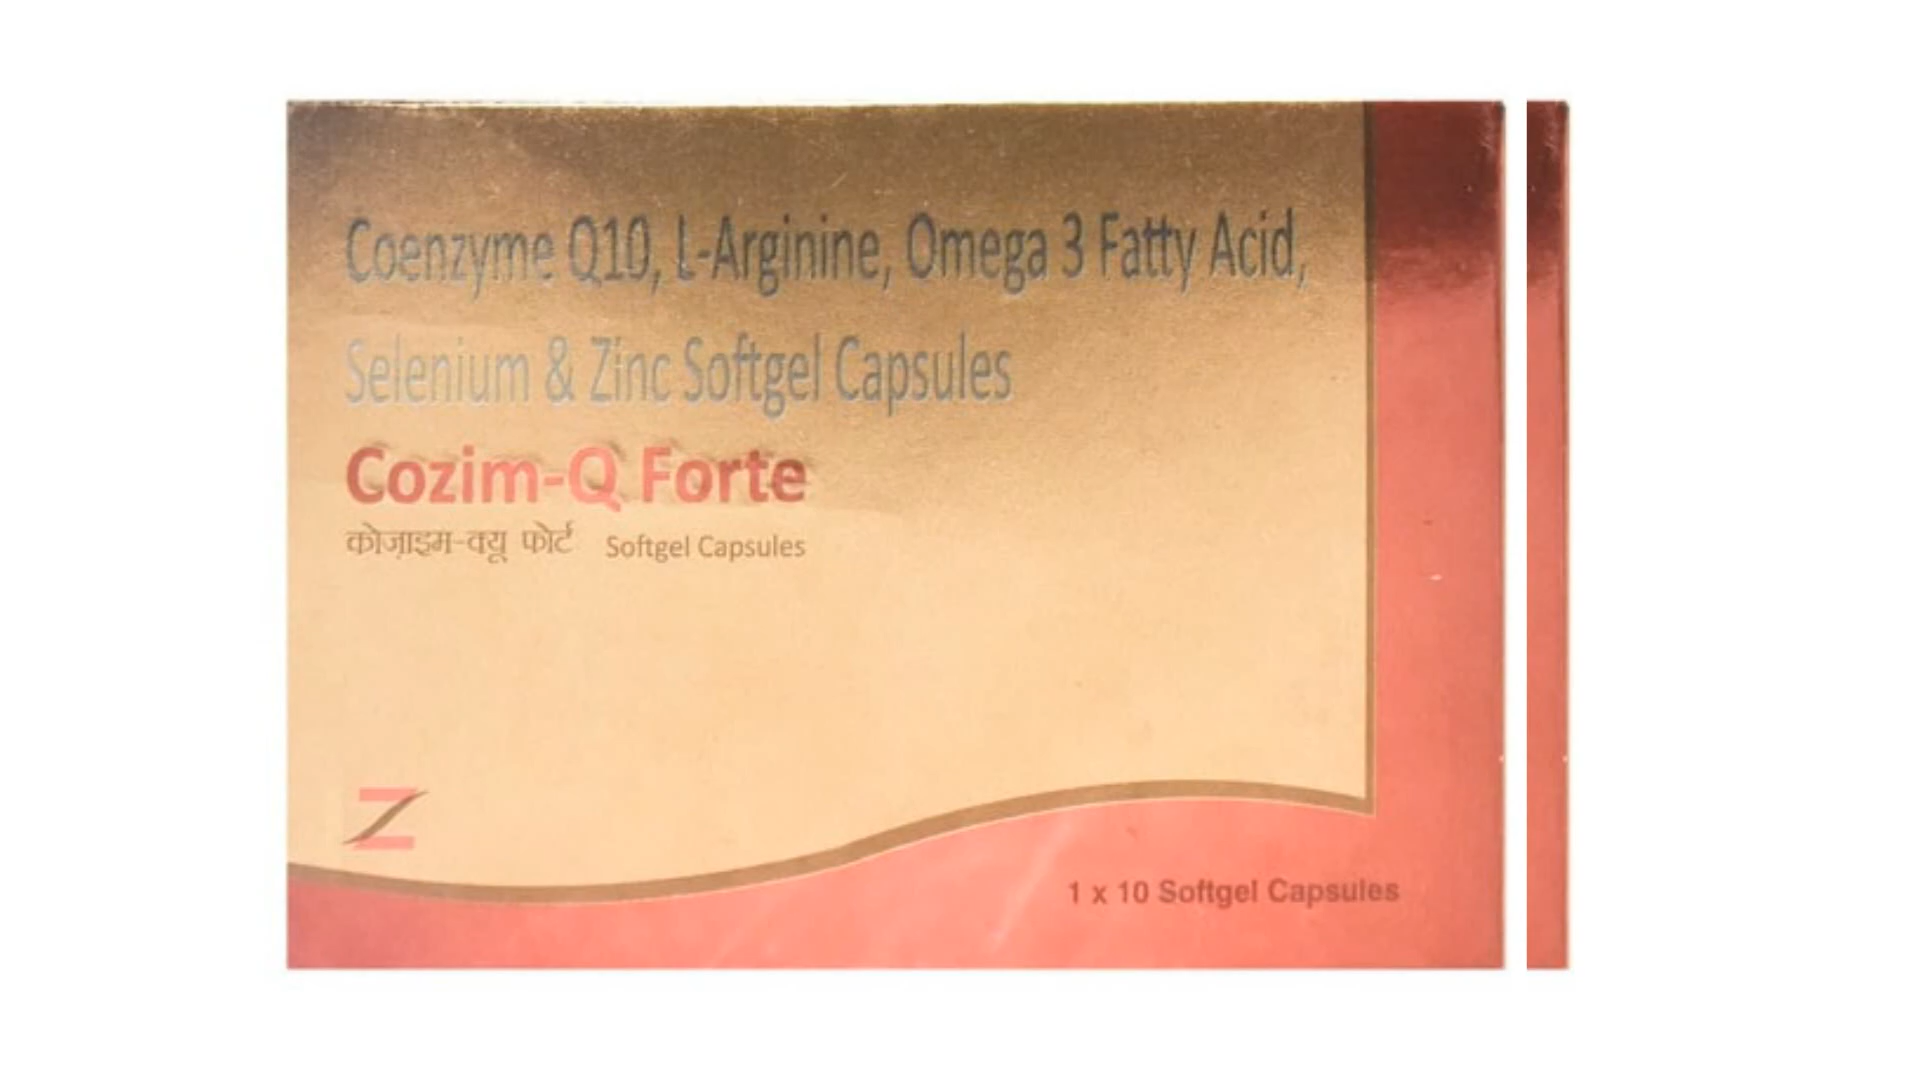 Coenzyme Q10, L-Arginine, Omega 3 Fatty Acid,
Selenium & Zinc Softgel Capsules
Cozim-Q Forte
कोज़ाइम-क्यू फोर्ट Softgel Capsules
Z
1 x 10 Softgel Capsules